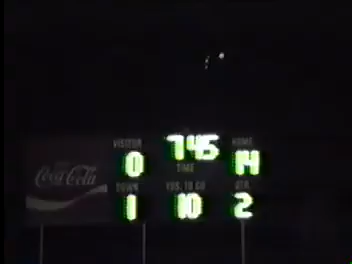 VISITOR 7:45 HOME
0 TIME 14
Coca-Cola
DOWN YDS. TO GO QTR
1 10 2